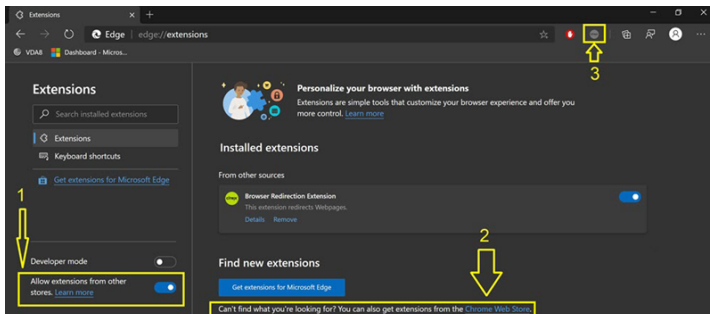 Extensions
Edge | edge://extensions
VDA8 Dashboard - Micros...
3
Extensions
Search installed extensions
Extensions
Keyboard shortcuts
Get extensions for Microsoft Edge
1
Developer mode
Allow extensions from other
stores. Learn more
Personalize your browser with extensions
Extensions are simple tools that customize your browser experience and offer you
more control. Learn more
Installed extensions
From other sources
citrix
Browser Redirection Extension
This extension redirects Webpages.
Details Remove
2
Find new extensions
Get extensions for Microsoft Edge
Can't find what you're looking for? You can also get extensions from the Chrome Web Store.